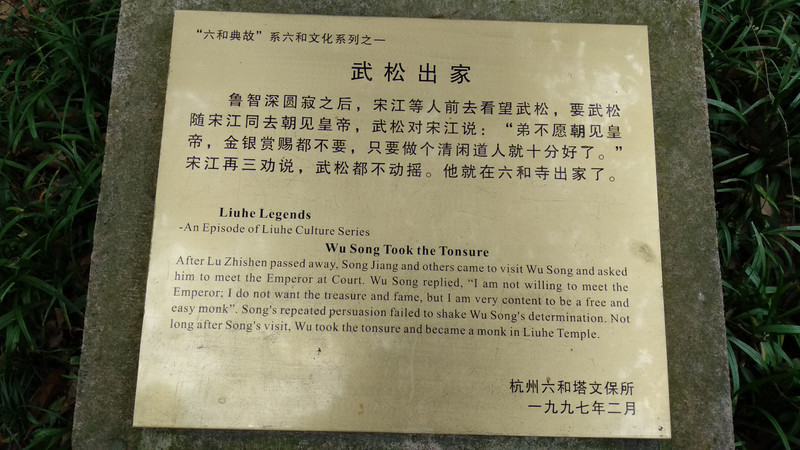 “六和典故”系六和文化系列之一
武松出家
鲁智深圆寂之后，宋江等人前去看望武松，要武松
随宋江同去朝见皇帝，武松对宋江说：“弟不愿朝见皇
帝，金银赏赐都不要，只要做个清闲道人就十分好了。”
宋江再三劝说，武松都不动摇。他就在六和寺出家了。
Liuhe Legends
-An Episode of Liuhe Culture Series
Wu Song Took the Tonsure
After Lu Zhishen passed away, Song Jiang and others came to visit Wu Song and asked
him to meet the Emperor at Court. Wu Song replied, “I am not willing to meet the
Emperor; I do not want the treasure and fame, but I am very content to be a free and
easy monk”. Song's repeated persuasion failed to shake Wu Song's determination. Not
long after Song's visit, Wu took the tonsure and became a monk in Liuhe Temple.
杭州六和塔文保所
一九九七年二月